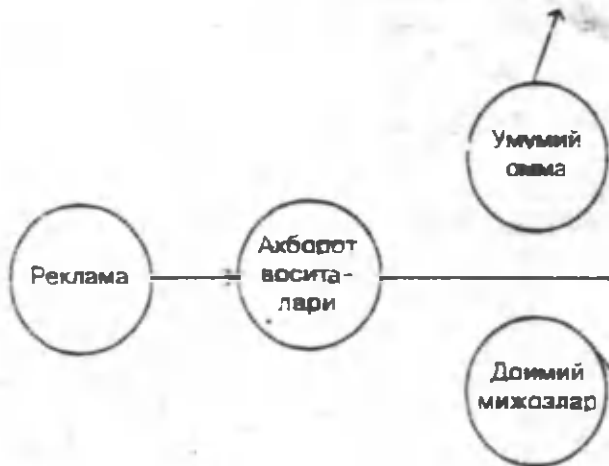 Умумий
омма
Реклама
Ахборот
восита-
лари
Доимий
мижозлар